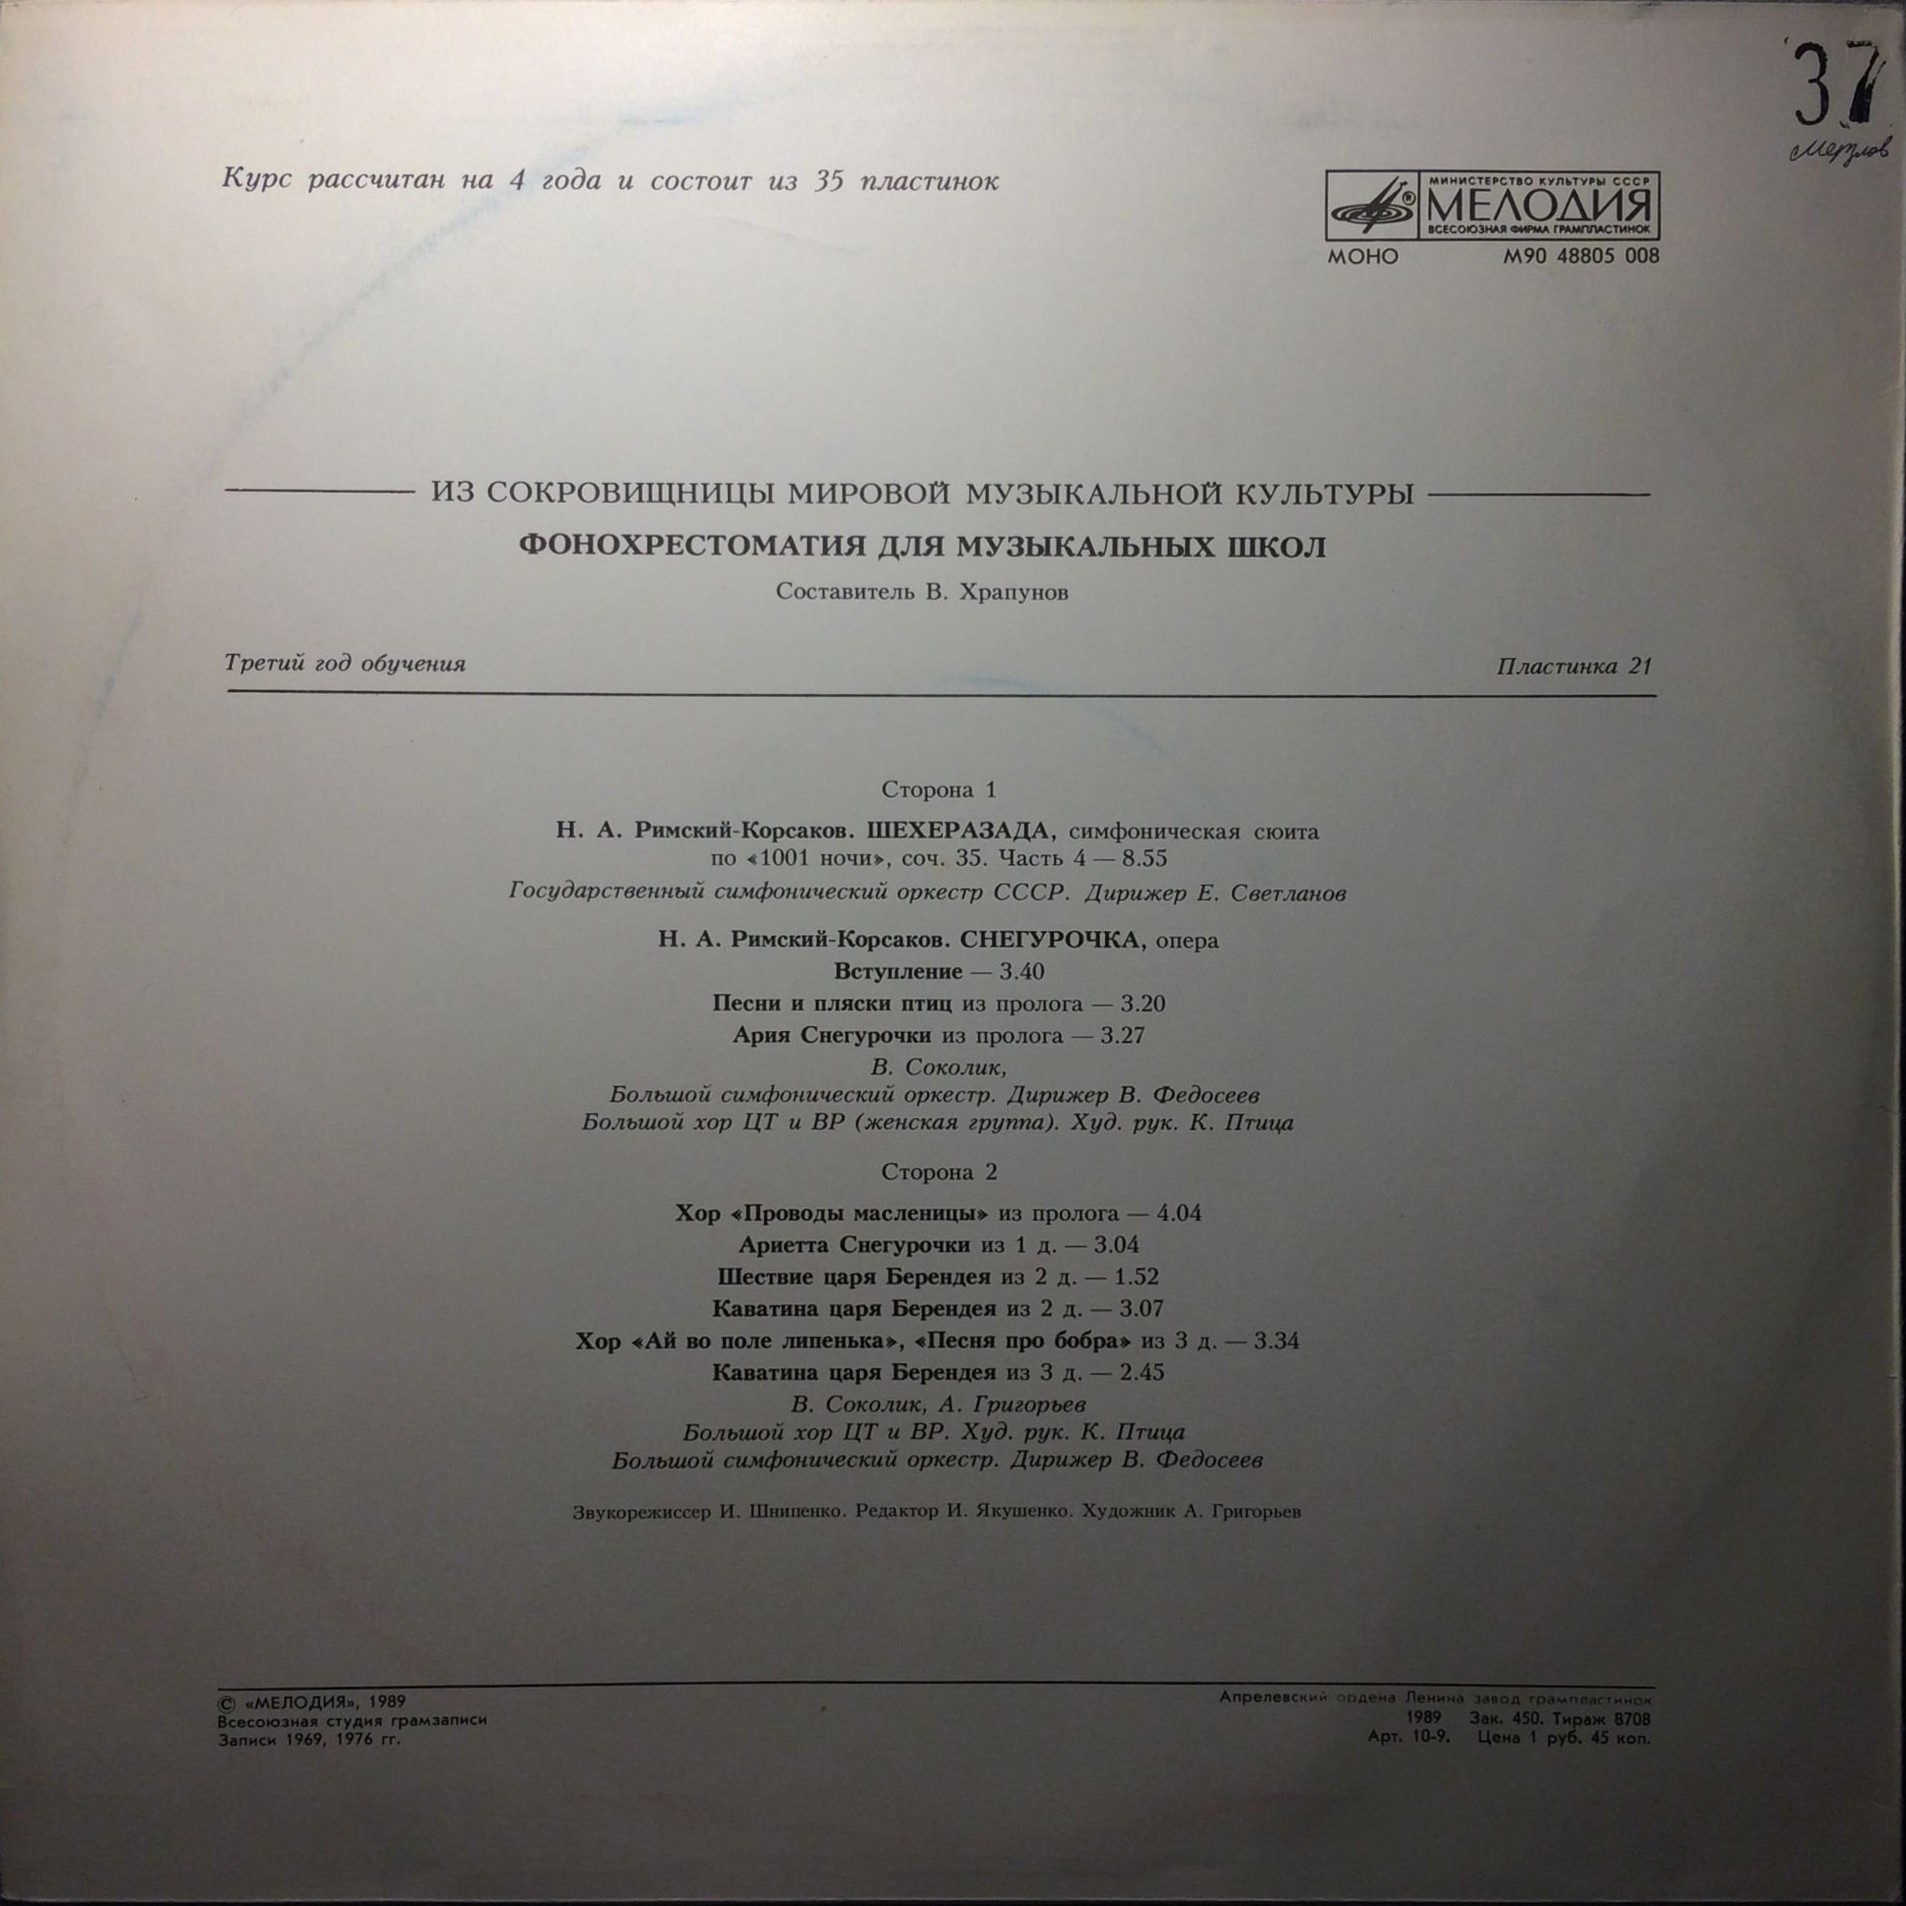 37
Мерзлов
Курс рассчитан на 4 года и состоит из 35 пластинок
МИНИСТЕРСТВО КУЛЬТУРЫ СССР
МЕЛОДИЯ
®
ВСЕСОЮЗНАЯ ФИРМА ГРАМПЛАСТИНОК
МОНО М90 48805 008
ИЗ СОКРОВИЩНИЦЫ МИРОВОЙ МУЗЫКАЛЬНОЙ КУЛЬТУРЫ
ФОНОХРЕСТОМАТИЯ ДЛЯ МУЗЫКАЛЬНЫХ ШКОЛ
Составитель В. Храпунов
Третий год обучения Пластинка 21
Сторона 1
Н. А. Римский-Корсаков. ШЕХЕРАЗАДА, симфоническая сюита
по «1001 ночи», соч. 35. Часть 4 — 8.55
Государственный симфонический оркестр СССР. Дирижер Е. Светланов
Н. А. Римский-Корсаков. СНЕГУРОЧКА, опера
Вступление — 3.40
Песни и пляски птиц из пролога — 3.20
Ария Снегурочки из пролога — 3.27
В. Соколик,
Большой симфонический оркестр. Дирижер В. Федосеев
Большой хор ЦТ и ВР (женская группа). Худ. рук. К. Птица
Сторона 2
Хор «Проводы масленицы» из пролога — 4.04
Ариетта Снегурочки из 1 д. — 3.04
Шествие царя Берендея из 2 д. — 1.52
Каватина царя Берендея из 2 д. — 3.07
Хор «Ай во поле липенька», «Песня про бобра» из 3 д. — 3.34
Каватина царя Берендея из 3 д. — 2.45
В. Соколик, А. Григорьев
Большой хор ЦТ и ВР. Худ. рук. К. Птица
Большой симфонический оркестр. Дирижер В. Федосеев
Звукорежиссер И. Шнипенко. Редактор И. Якушенко. Художник А. Григорьев
© «МЕЛОДИЯ», 1989
Всесоюзная студия грамзаписи
Записи 1969, 1976 гг.
Апрелевский ордена Ленина завод грампластинок
1989 Зак. 450. Тираж 8708
Арт. 10-9. Цена 1 руб. 45 коп.